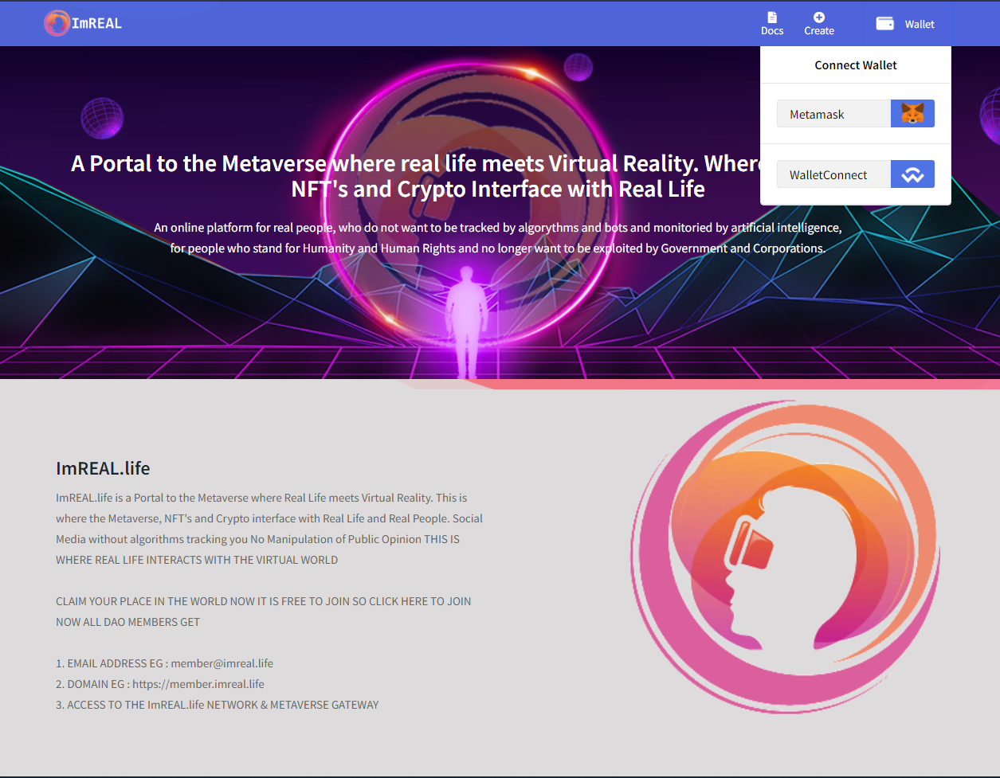 ImREAL
Docs
Create
Wallet
Connect Wallet
Metamask
WalletConnect
A Portal to the Metaverse where real life meets Virtual Reality. Where
NFT's and Crypto Interface with Real Life
An online platform for real people, who do not want to be tracked by algorythms and bots and monitoried by artificial intelligence,
for people who stand for Humanity and Human Rights and no longer want to be exploited by Government and Corporations.
ImREAL.life
ImREAL.life is a Portal to the Metaverse where Real Life meets Virtual Reality. This is
where the Metaverse, NFT's and Crypto interface with Real Life and Real People. Social
Media without algorithms tracking you No Manipulation of Public Opinion THIS IS
WHERE REAL LIFE INTERACTS WITH THE VIRTUAL WORLD
CLAIM YOUR PLACE IN THE WORLD NOW IT IS FREE TO JOIN SO CLICK HERE TO JOIN
NOW ALL DAO MEMBERS GET
1. EMAIL ADDRESS EG : member@imreal.life
2. DOMAIN EG : https://member.imreal.life
3. ACCESS TO THE ImREAL.life NETWORK & METAVERSE GATEWAY